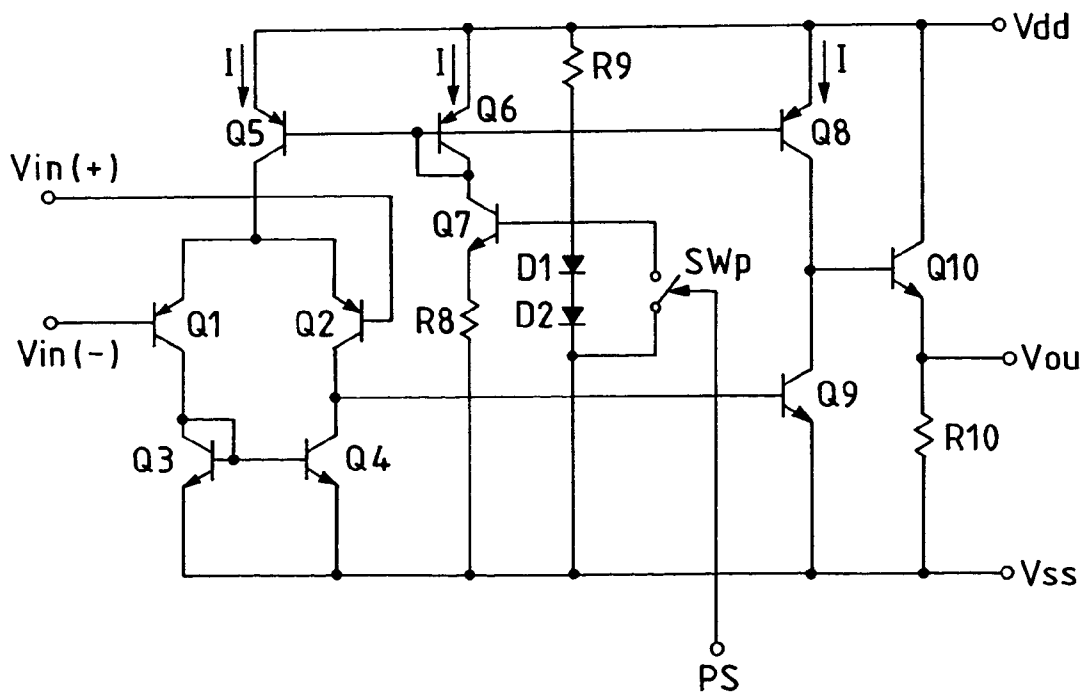 Vdd
I
I
I
R9
Q5
Q6
Q8
Vin(+)
Q7
D1
SWp
Q10
Q1
Q2
R8
D2
Vin(-)
Vou
Q9
Q3
Q4
R10
Vss
PS